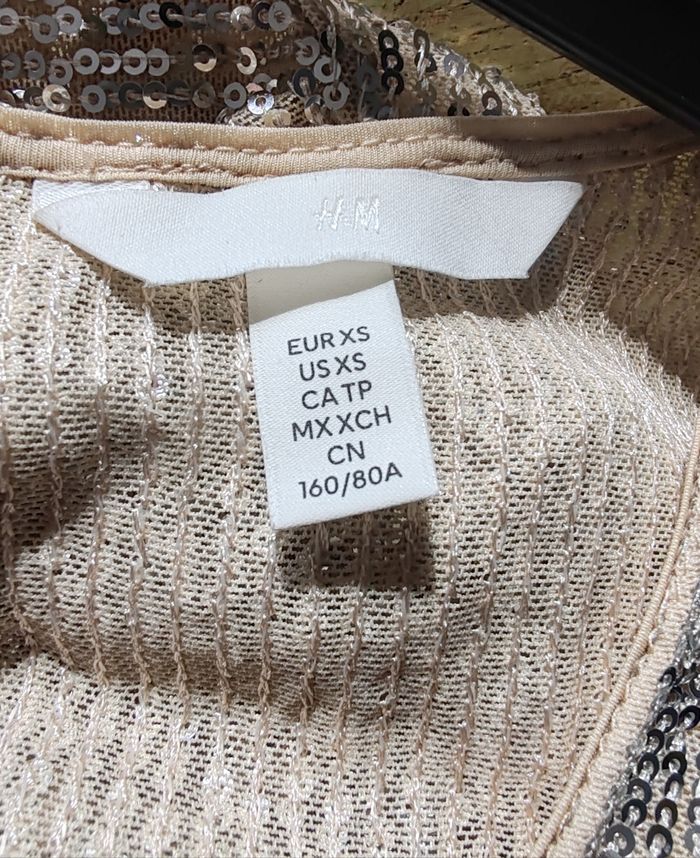 H&M
EUR XS
US XS
CA TP
MX XCH
CN
160/80A